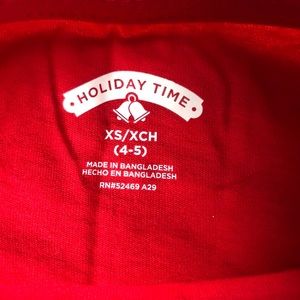 • HOLIDAY TIME •
XS/XCH
(4-5)
MADE IN BANGLADESH
HECHO EN BANGLADESH
RN#52469 A29